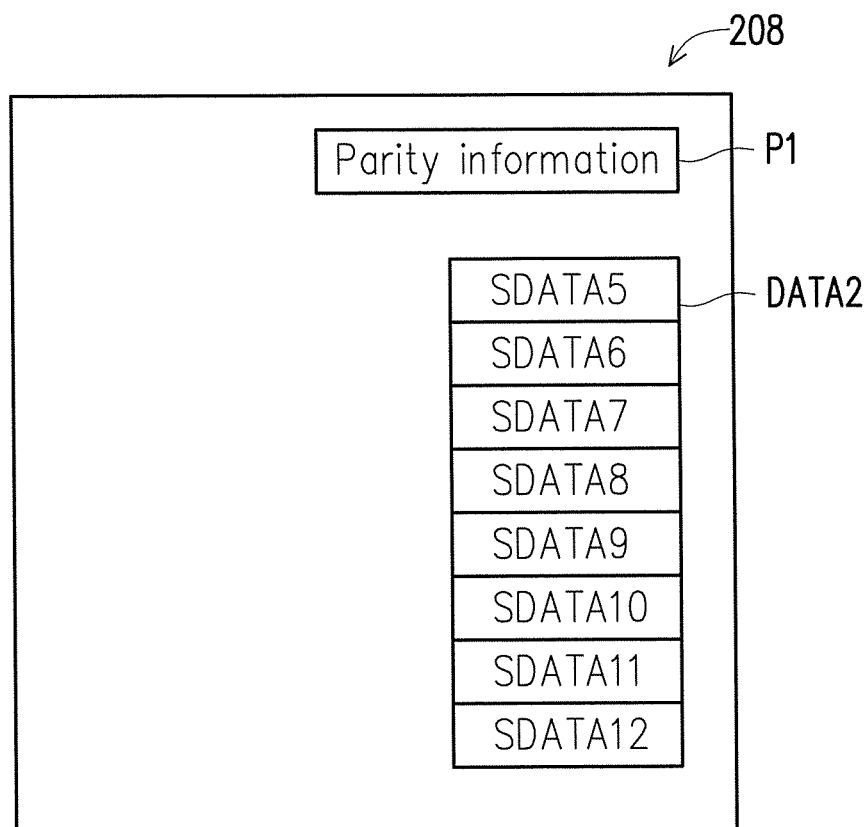 208
Parity information P1
SDATA5 DATA2
SDATA6
SDATA7
SDATA8
SDATA9
SDATA10
SDATA11
SDATA12